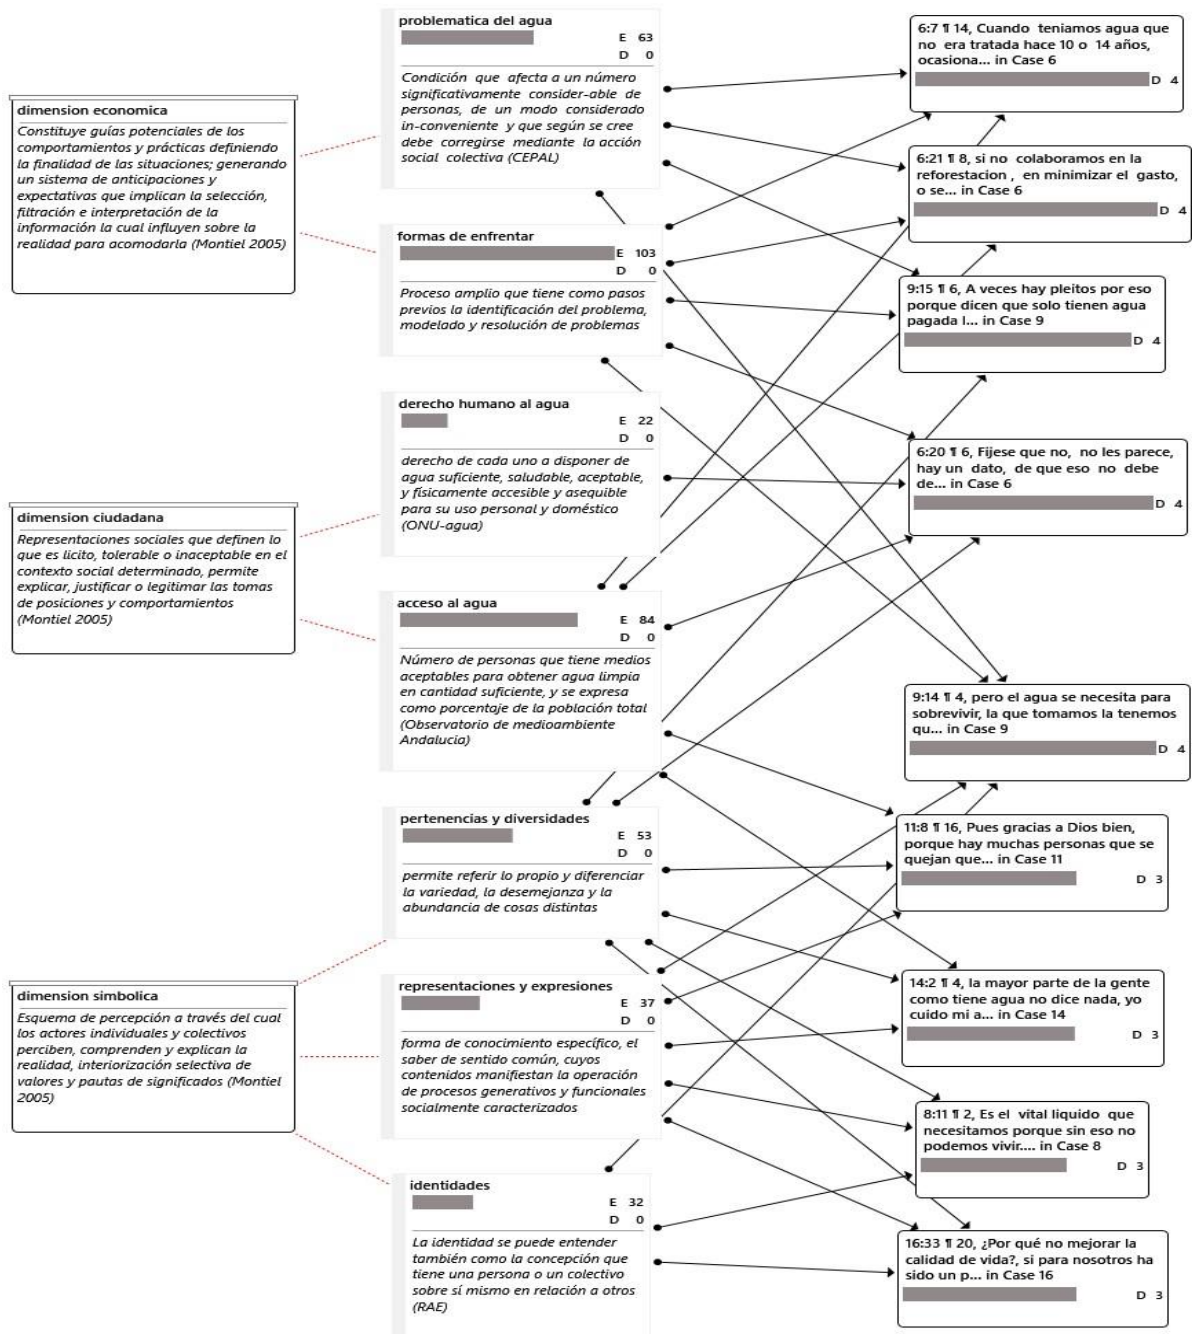 dimension economica
Constituye guías potenciales de los
comportamientos y prácticas definiendo
la finalidad de las situaciones; generando
un sistema de anticipaciones y
expectativas que implican la selección,
filtración e interpretación de la
información la cual influyen sobre la
realidad para acomodarla (Montiel 2005)
dimension ciudadana
Representaciones sociales que definen lo
que es licito, tolerable o inaceptable en el
contexto social determinado, permite
explicar, justificar o legitimar las tomas
de posiciones y comportamientos
(Montiel 2005)
dimension simbolica
Esquema de percepción a través del cual
los actores individuales y colectivos
perciben, comprenden y explican la
realidad, interiorización selectiva de
valores y pautas de significados (Montiel
2005)
problematica del agua
E 63
D 0
Condición que afecta a un número
significativamente consider-able de
personas, de un modo considerado
in-conveniente y que según se cree
debe corregirse mediante la acción
social colectiva (CEPAL)
formas de enfrentar
E 103
D 0
Proceso amplio que tiene como pasos
previos la identificación del problema,
modelado y resolución de problemas
derecho humano al agua
E 22
D 0
derecho de cada uno a disponer de
agua suficiente, saludable, aceptable,
y físicamente accesible y asequible
para su uso personal y doméstico
(ONU-agua)
acceso al agua
E 84
D 0
Número de personas que tiene medios
aceptables para obtener agua limpia
en cantidad suficiente, y se expresa
como porcentaje de la población total
(Observatorio de medioambiente
Andalucia)
pertenencias y diversidades
E 53
D 0
permite referir lo propio y diferenciar
la variedad, la desemejanza y la
abundancia de cosas distintas
representaciones y expresiones
E 37
D 0
forma de conocimiento específico, el
saber de sentido común, cuyos
contenidos manifiestan la operación
de procesos generativos y funcionales
socialmente caracterizados
identidades
E 32
D 0
La identidad se puede entender
también como la concepción que
tiene una persona o un colectivo
sobre sí mismo en relación a otros
(RAE)
6:7 ¶ 14, Cuando teniamos agua que
no era tratada hace 10 o 14 años,
ocasiona... in Case 6
D 4
6:21 ¶ 8, si no colaboramos en la
reforestacion , en minimizar el gasto,
o se... in Case 6
D 4
9:15 ¶ 6, A veces hay pleitos por eso
porque dicen que solo tienen agua
pagada l... in Case 9
D 4
6:20 ¶ 6, Fijese que no, no les parece,
hay un dato, de que eso no debe
de... in Case 6
D 4
9:14 ¶ 4, pero el agua se necesita para
sobrevivir, la que tomamos la tenemos
qu... in Case 9
D 4
11:8 ¶ 16, Pues gracias a Dios bien,
porque hay muchas personas que se
quejan que... in Case 11
D 3
14:2 ¶ 4, la mayor parte de la gente
como tiene agua no dice nada, yo
cuido mi a... in Case 14
D 3
8:11 ¶ 2, Es el vital liquido que
necesitamos porque sin eso no
podemos vivir.... in Case 8
D 3
16:33 ¶ 20, ¿Por qué no mejorar la
calidad de vida?, si para nosotros ha
sido un p... in Case 16
D 3